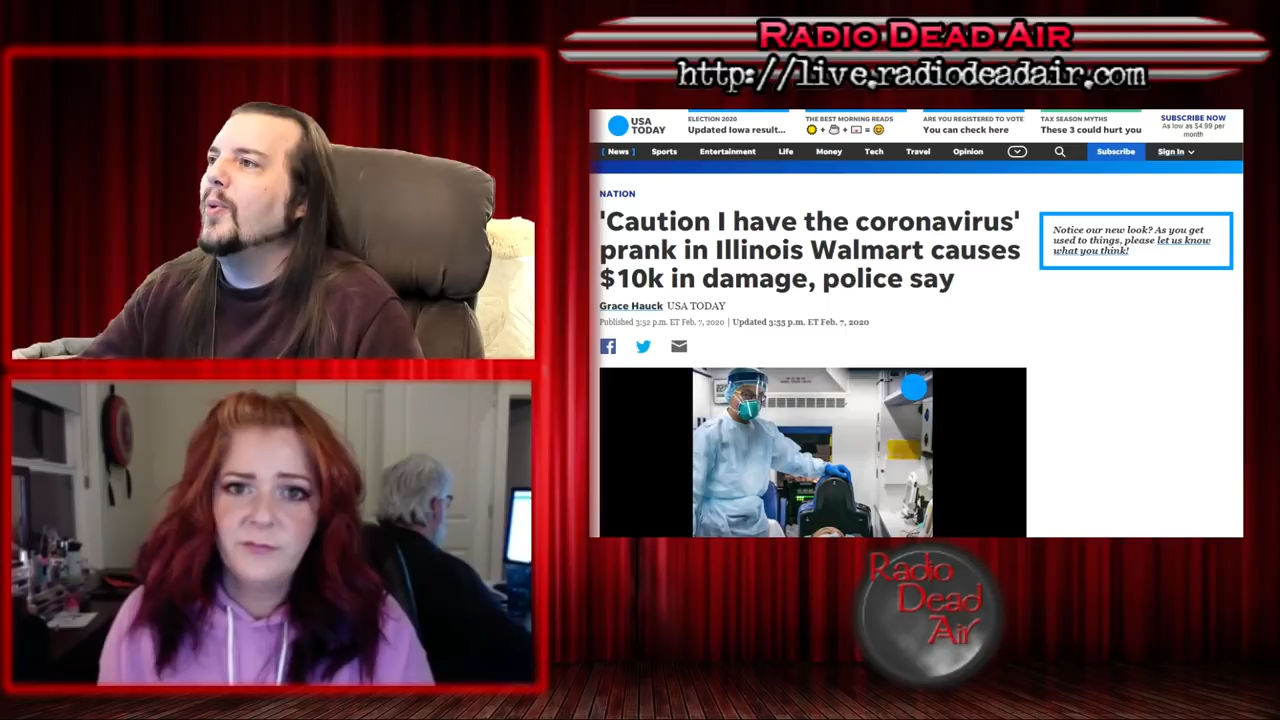 RADIO DEAD AIR
http://live.radiodeadair.com
USA
TODAY
ELECTION 2020
Updated Iowa result...
THE BEST MORNING READS
+ + =
ARE YOU REGISTERED TO VOTE
You can check here
TAX SEASON MYTHS
These 3 could hurt you
SUBSCRIBE NOW
As low as $4.99 per
month
[ News ] Sports Entertainment Life Money Tech Travel Opinion Subscribe Sign In
NATION
'Caution I have the coronavirus'
prank in Illinois Walmart causes
$10k in damage, police say
Grace Hauck USA TODAY
Published 3:52 p.m. ET Feb. 7, 2020 | Updated 3:55 p.m. ET Feb. 7, 2020
Notice our new look? As you get
used to things, please let us know
what you think!
Radio
Dead
Air